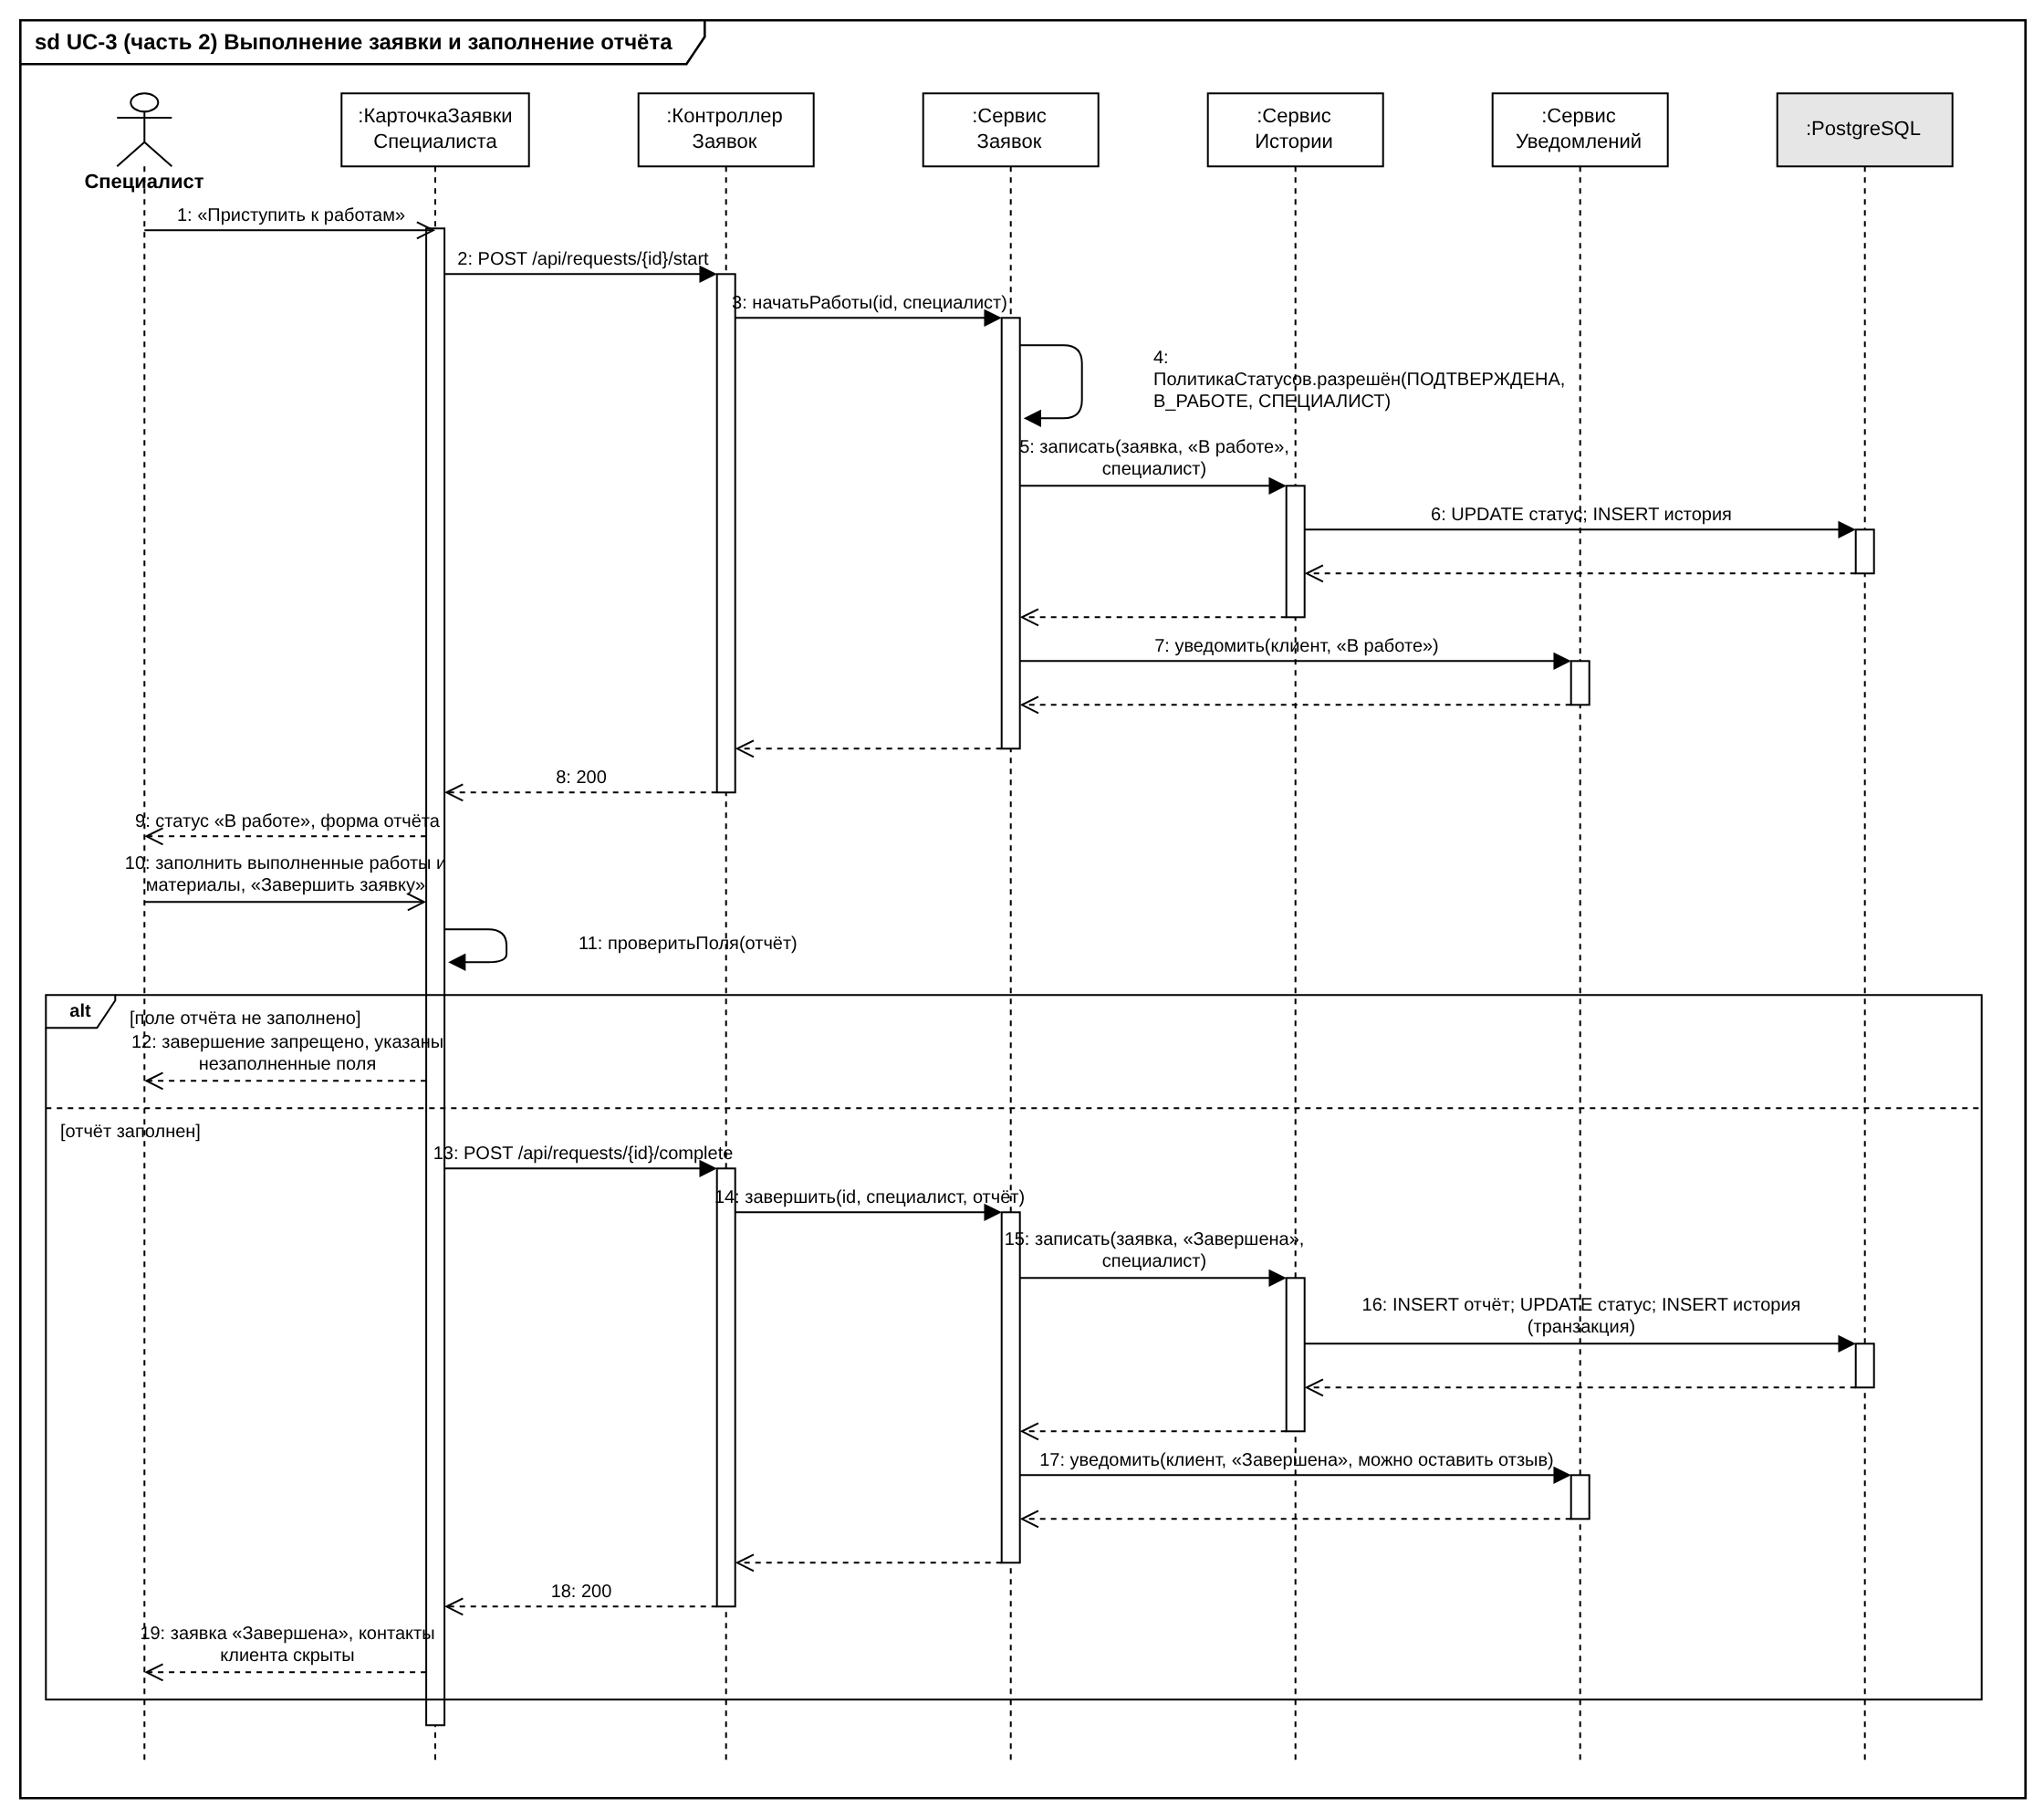 sd UC-3 (часть 2) Выполнение заявки и заполнение отчёта
Специалист
:КарточкаЗаявки
Специалиста
:Контроллер
Заявок
:Сервис
Заявок
:Сервис
Истории
:Сервис
Уведомлений
:PostgreSQL
1: «Приступить к работам»
2: POST /api/requests/{id}/start
3: начатьРаботы(id, специалист)
4:
ПолитикаСтатусов.разрешён(ПОДТВЕРЖДЕНА,
В_РАБОТЕ, СПЕЦИАЛИСТ)
5: записать(заявка, «В работе»,
специалист)
6: UPDATE статус; INSERT история
7: уведомить(клиент, «В работе»)
8: 200
9: статус «В работе», форма отчёта
10: заполнить выполненные работы и
материалы, «Завершить заявку»
11: проверитьПоля(отчёт)
alt
[поле отчёта не заполнено]
12: завершение запрещено, указаны
незаполненные поля
[отчёт заполнен]
13: POST /api/requests/{id}/complete
14: завершить(id, специалист, отчёт)
15: записать(заявка, «Завершена»,
специалист)
16: INSERT отчёт; UPDATE статус; INSERT история
(транзакция)
17: уведомить(клиент, «Завершена», можно оставить отзыв)
18: 200
19: заявка «Завершена», контакты
клиента скрыты